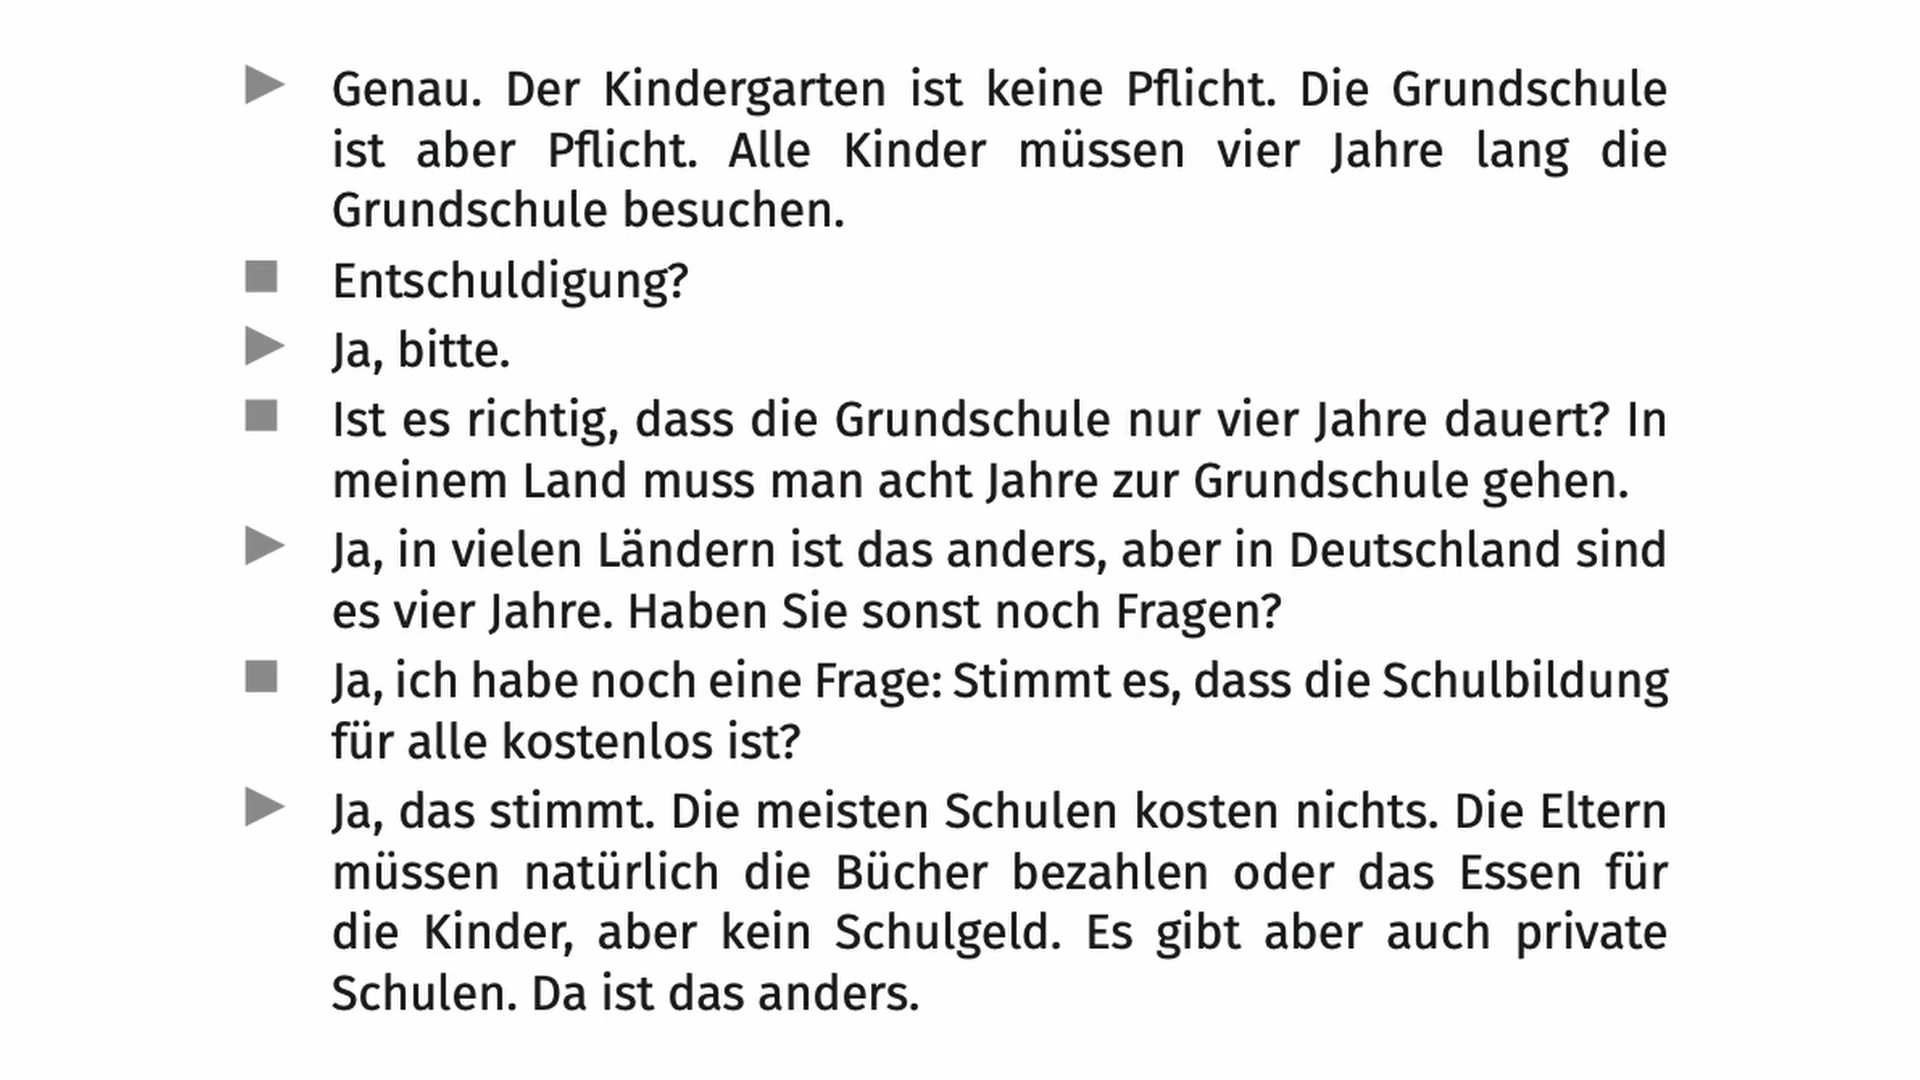 Genau. Der Kindergarten ist keine Pflicht. Die Grundschule
ist aber Pflicht. Alle Kinder müssen vier Jahre lang die
Grundschule besuchen.
Entschuldigung?
Ja, bitte.
Ist es richtig, dass die Grundschule nur vier Jahre dauert? In
meinem Land muss man acht Jahre zur Grundschule gehen.
Ja, in vielen Ländern ist das anders, aber in Deutschland sind
es vier Jahre. Haben Sie sonst noch Fragen?
Ja, ich habe noch eine Frage: Stimmt es, dass die Schulbildung
für alle kostenlos ist?
Ja, das stimmt. Die meisten Schulen kosten nichts. Die Eltern
müssen natürlich die Bücher bezahlen oder das Essen für
die Kinder, aber kein Schulgeld. Es gibt aber auch private
Schulen. Da ist das anders.